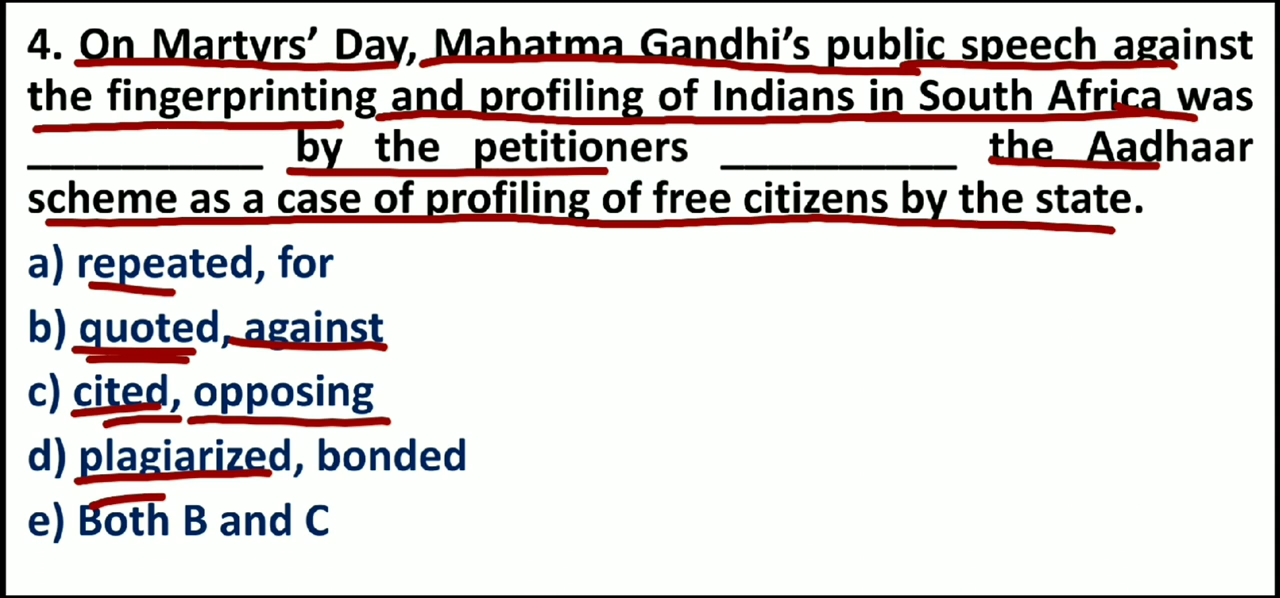 4. On Martyrs’ Day, Mahatma Gandhi’s public speech against
the fingerprinting and profiling of Indians in South Africa was
__________ by the petitioners __________ the Aadhaar
scheme as a case of profiling of free citizens by the state.
a) repeated, for
b) quoted, against
c) cited, opposing
d) plagiarized, bonded
e) Both B and C